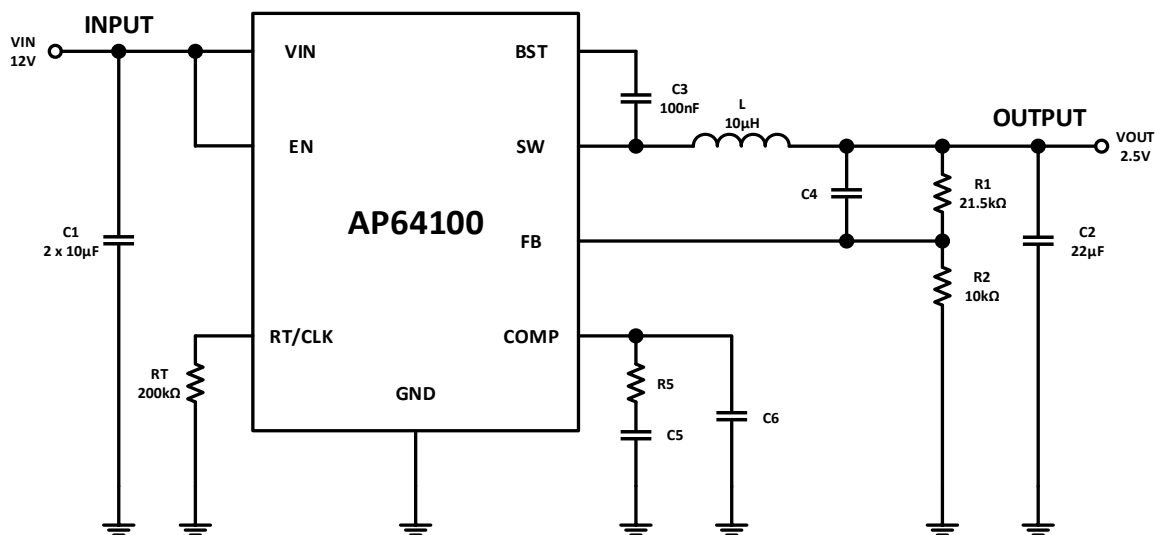 INPUT
VIN
12V
VIN
BST
C3
100nF
L
10µH
OUTPUT
VOUT
2.5V
EN
SW
C4
R1
21.5kΩ
AP64100
C1
2 x 10µF
FB
C2
22µF
R2
10kΩ
RT/CLK
COMP
RT
200kΩ
GND
R5
C5
C6